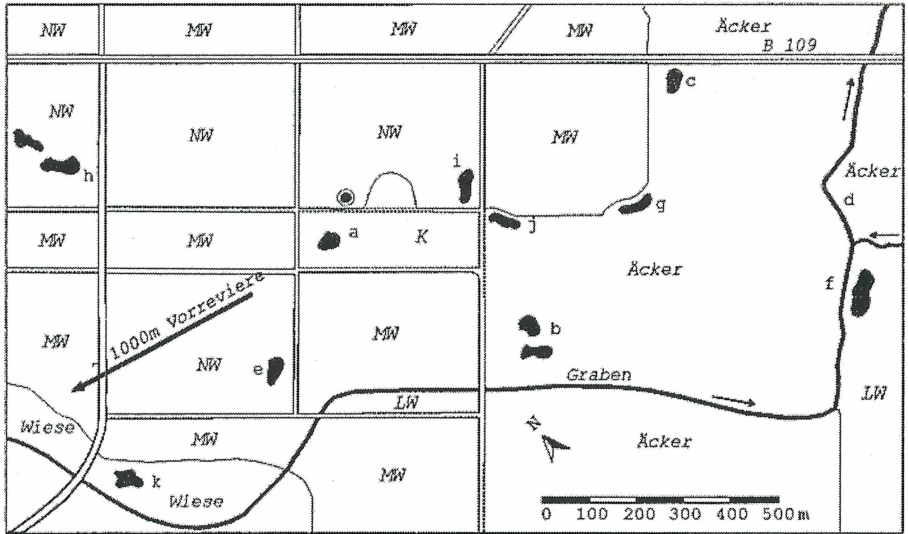 NW MW MW MW Äcker
B 109
NW NW NW MW c Äcker
h i
d
g
j
MW MW a K
Äcker
f
1000m Vorreviere
b
MW NW MW
e
Graben
LW LW
Wiese
MW N Äcker
MW
k Wiese
0 100 200 300 400 500m